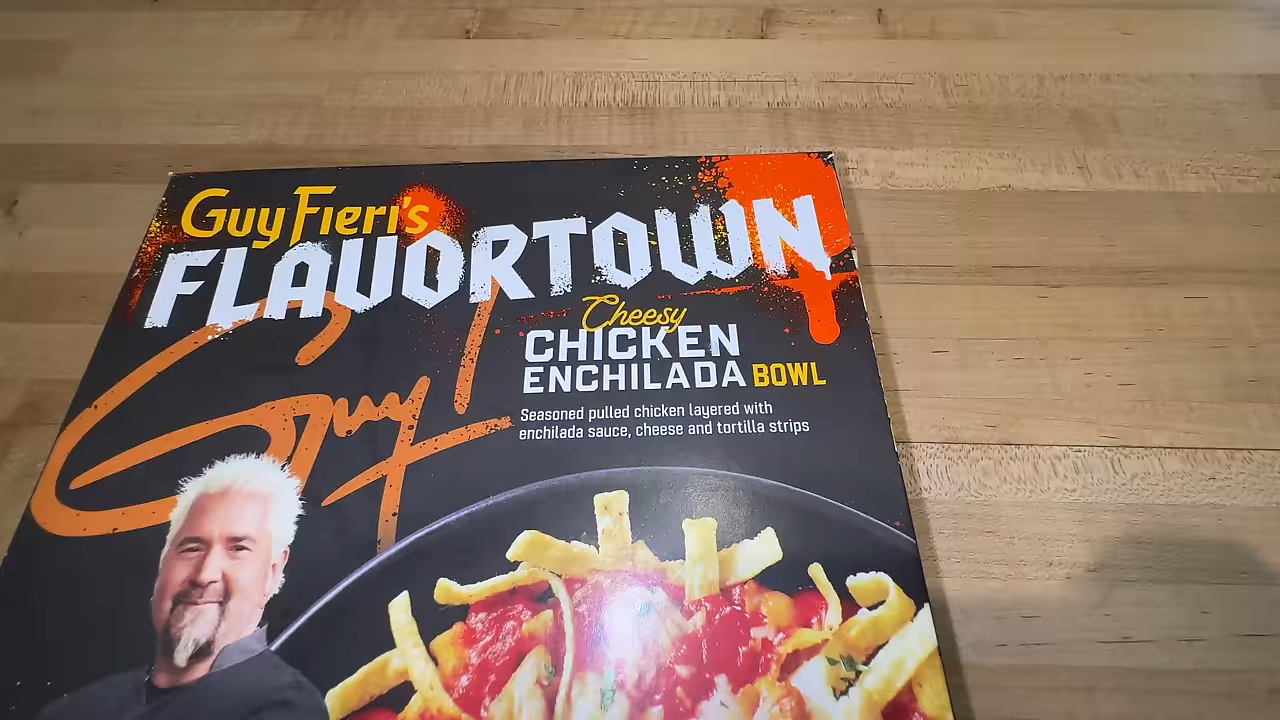 Guy Fieri's
FLAVORTOWN
Guy!
Cheesy
CHICKEN
ENCHILADA BOWL
Seasoned pulled chicken layered with
enchilada sauce, cheese and tortilla strips